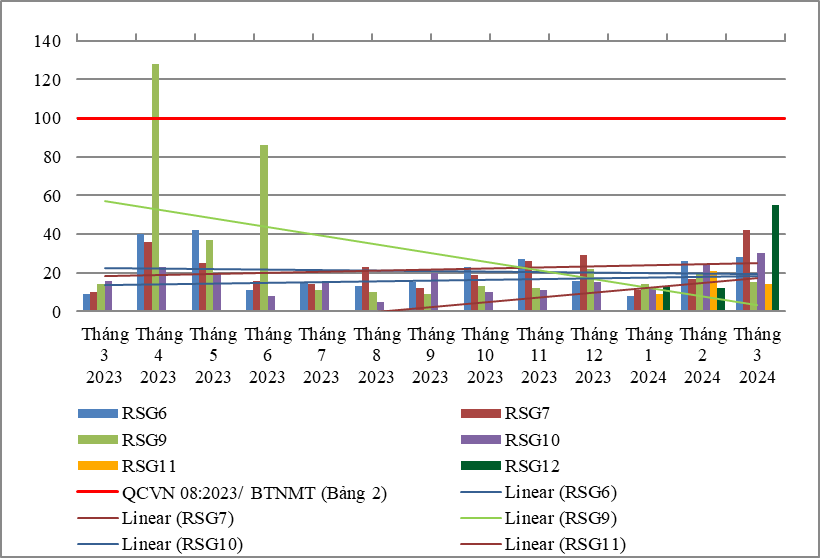 140
120
100
80
60
40
20
0
Tháng Tháng Tháng Tháng Tháng Tháng Tháng Tháng Tháng Tháng Tháng Tháng Tháng
3 4 5 6 7 8 9 10 11 12 1 2 3
2023 2023 2023 2023 2023 2023 2023 2023 2023 2023 2024 2024 2024
RSG6 RSG7
RSG9 RSG10
RSG11 RSG12
QCVN 08:2023/ BTNMT (Bảng 2) Linear (RSG6)
Linear (RSG7) Linear (RSG9)
Linear (RSG10) Linear (RSG11)